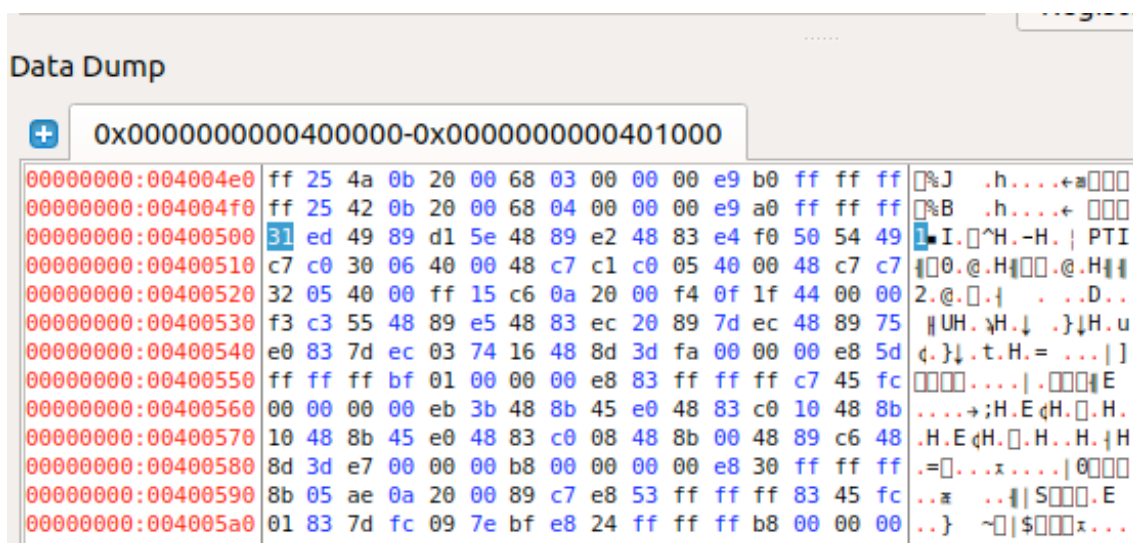 Data Dump
0x0000000000400000-0x0000000000401000
00000000:004004e0 ff 25 4a 0b 20 00 68 03 00 00 00 e9 b0 ff ff ff
00000000:004004f0 ff 25 42 0b 20 00 68 04 00 00 00 e9 a0 ff ff ff
00000000:00400500 31 ed 49 89 d1 5e 48 89 e2 48 83 e4 f0 50 54 49
00000000:00400510 c7 c0 30 06 40 00 48 c7 c1 c0 05 40 00 48 c7 c7
00000000:00400520 32 05 40 00 ff 15 c6 0a 20 00 f4 0f 1f 44 00 00
00000000:00400530 f3 c3 55 48 89 e5 48 83 ec 20 89 7d ec 48 89 75
00000000:00400540 e0 83 7d ec 03 74 16 48 8d 3d fa 00 00 00 e8 5d
00000000:00400550 ff ff ff bf 01 00 00 00 e8 83 ff ff ff c7 45 fc
00000000:00400560 00 00 00 00 eb 3b 48 8b 45 e0 48 83 c0 10 48 8b
00000000:00400570 10 48 8b 45 e0 48 83 c0 08 48 8b 00 48 89 c6 48
00000000:00400580 8d 3d e7 00 00 00 b8 00 00 00 00 e8 30 ff ff ff
00000000:00400590 8b 05 ae 0a 20 00 89 c7 e8 53 ff ff ff 83 45 fc
00000000:004005a0 01 83 7d fc 09 7e bf e8 24 ff ff ff b8 00 00 00